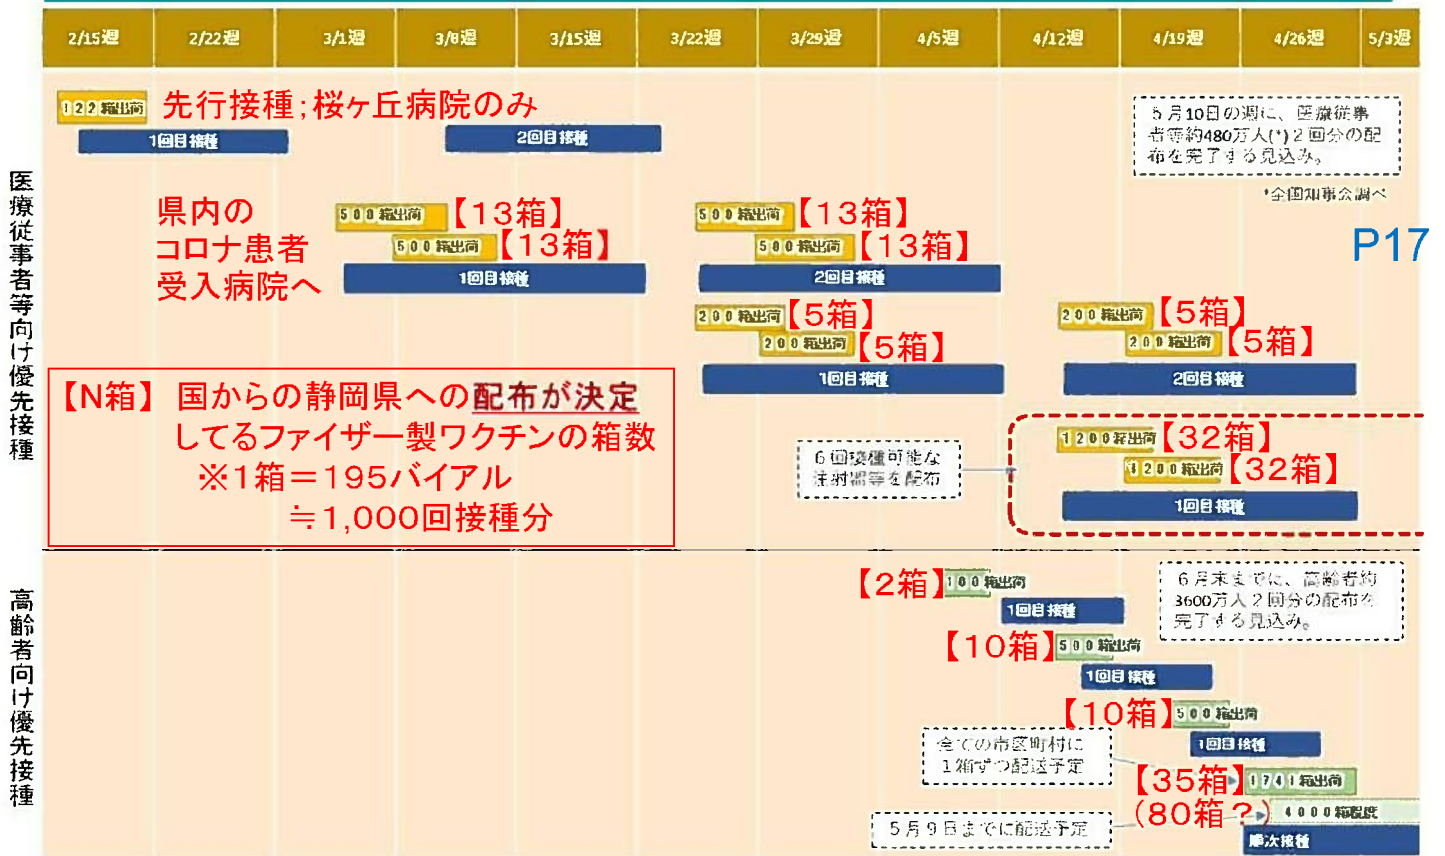 2/15週 2/22週 3/1週 3/8週 3/15週 3/22週 3/29週 4/5週 4/12週 4/19週 4/26週 5/3週
医療従事者等向け優先接種
122箱出荷 先行接種;桜ヶ丘病院のみ
1回目接種 2回目接種
5月10日の週に、医療従事
者等約480万人(*)2回分の配
布を完了する見込み。
*全国知事会調べ
P17
県内の
コロナ患者
受入病院へ
500箱出荷【13箱】
500箱出荷【13箱】
1回目接種
500箱出荷【13箱】
500箱出荷【13箱】
2回目接種
200箱出荷【5箱】
200箱出荷【5箱】
1回目接種
200箱出荷【5箱】
200箱出荷【5箱】
2回目接種
【N箱】 国からの静岡県への配布が決定
してるファイザー製ワクチンの箱数
※1箱=195バイアル
≒1,000回接種分
6回接種可能な
注射器等を配布
1200箱出荷【32箱】
1200箱出荷【32箱】
1回目接種
高齢者向け優先接種
【2箱】100箱出荷
1回目接種
6月末までに、高齢者約
3600万人2回分の配布を
完了する見込み。
【10箱】500箱出荷
1回目接種
【10箱】500箱出荷
1回目接種
全ての市区町村に
1箱ずつ配送予定
【35箱】1741箱出荷
(80箱?) 4000箱程度
5月9日までに配送予定
順次接種